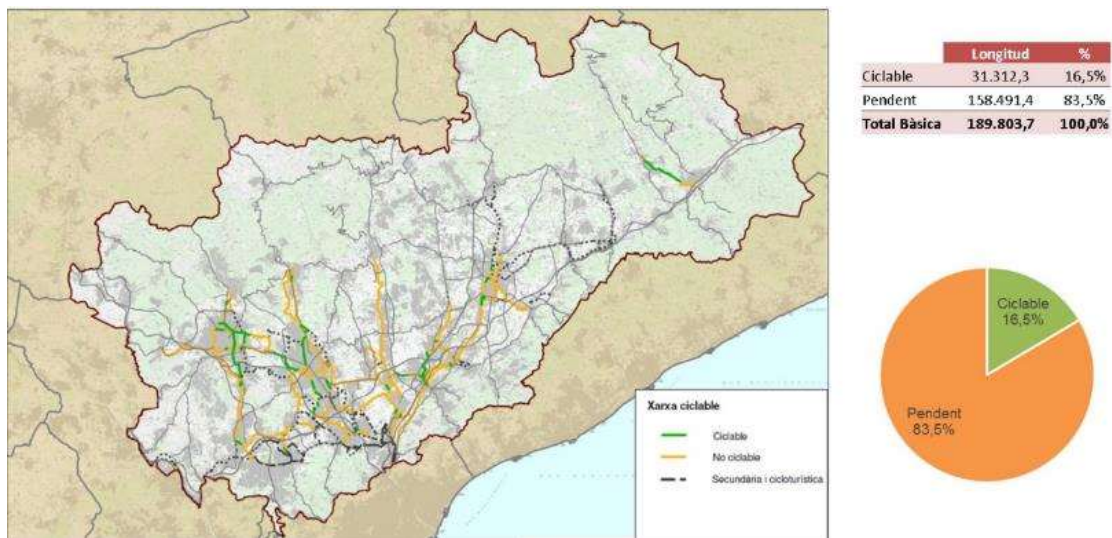 Longitud %
Ciclable 31.312,3 16,5%
Pendent 158.491,4 83,5%
Total Bàsica 189.803,7 100,0%
Ciclable
16,5%
Pendent
83,5%
Xarxa ciclable
Ciclable
No ciclable
Secundària i cicloturística